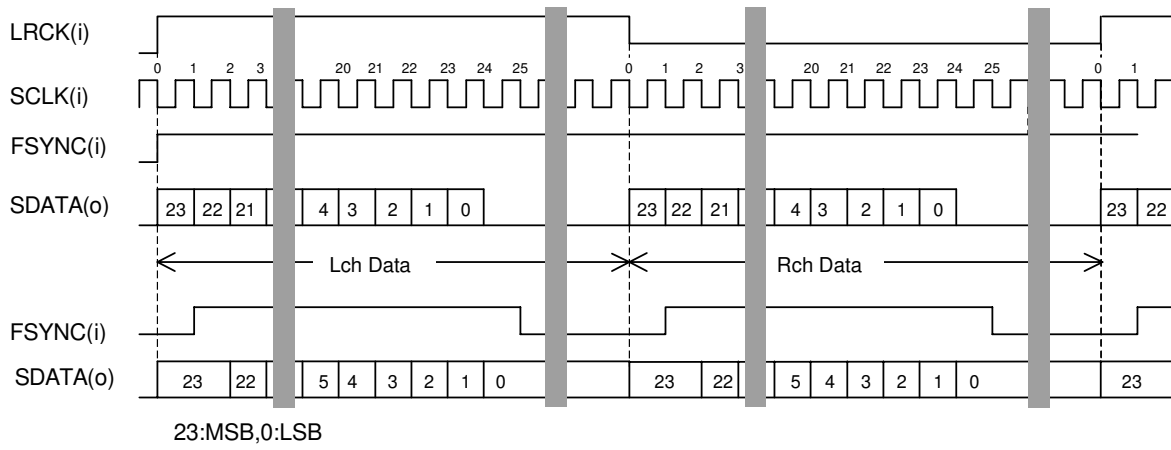 LRCK(i)
0 1 2 3 20 21 22 23 24 25 0 1 2 3 20 21 22 23 24 25 0 1
SCLK(i)
FSYNC(i)
SDATA(o) 23 22 21 4 3 2 1 0 23 22 21 4 3 2 1 0 23 22
Lch Data Rch Data
FSYNC(i)
SDATA(o) 23 22 5 4 3 2 1 0 23 22 5 4 3 2 1 0 23
23:MSB,0:LSB